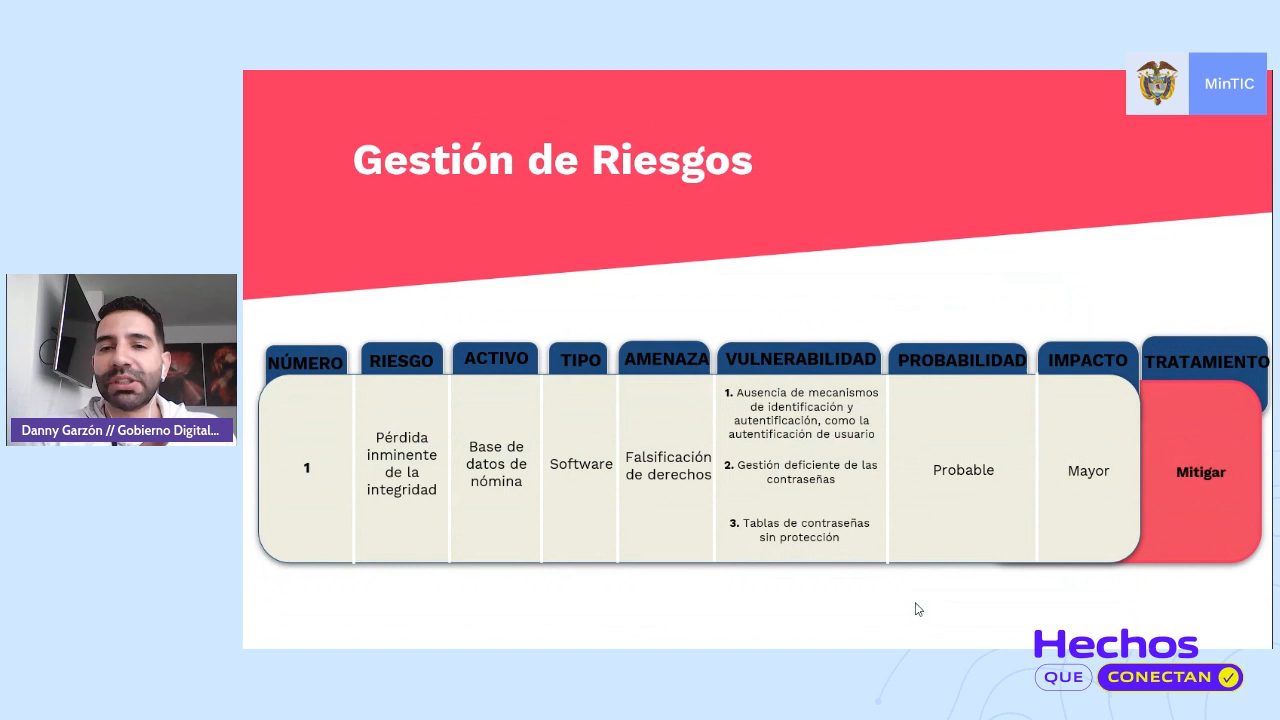 MinTIC
Gestión de Riesgos
NÚMERO
RIESGO
ACTIVO
TIPO
AMENAZA
VULNERABILIDAD
PROBABILIDAD
IMPACTO
TRATAMIENTO
1
Pérdida
inminente
de la
integridad
Base de
datos de
nómina
Software
Falsificación
de derechos
1. Ausencia de mecanismos
de identificación y
autentificación, como la
autentificación de usuario
2. Gestión deficiente de las
contraseñas
3. Tablas de contraseñas
sin protección
Probable
Mayor
Mitigar
Danny Garzón // Gobierno Digital...
Hechos
QUE CONECTAN